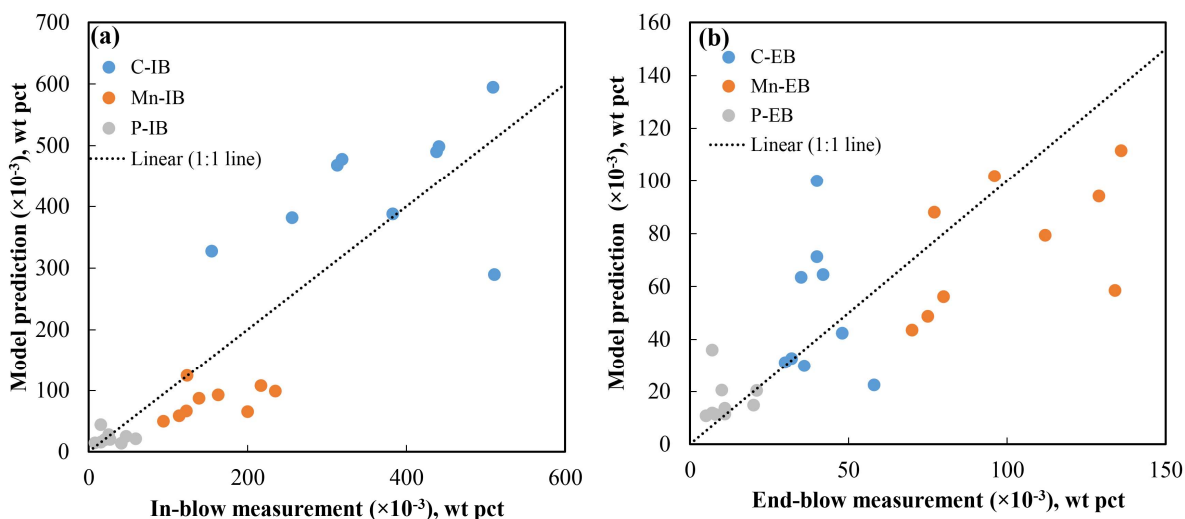 (a)
C-IB
Mn-IB
P-IB
Linear (1:1 line)
700
600
500
400
300
200
100
0
0 200 400 600
Model prediction (×10⁻³), wt pct
In-blow measurement (×10⁻³), wt pct
(b)
C-EB
Mn-EB
P-EB
Linear (1:1 line)
160
140
120
100
80
60
40
20
0
0 50 100 150
Model prediction (×10⁻³), wt pct
End-blow measurement (×10⁻³), wt pct